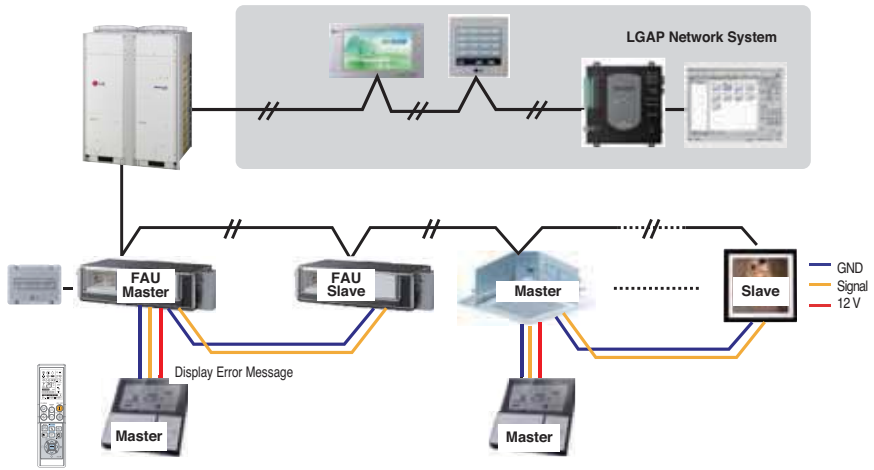 LGAP Network System
FAU
Master
FAU
Slave
Master
Slave
GND
Signal
12 V
Display Error Message
Master
Master